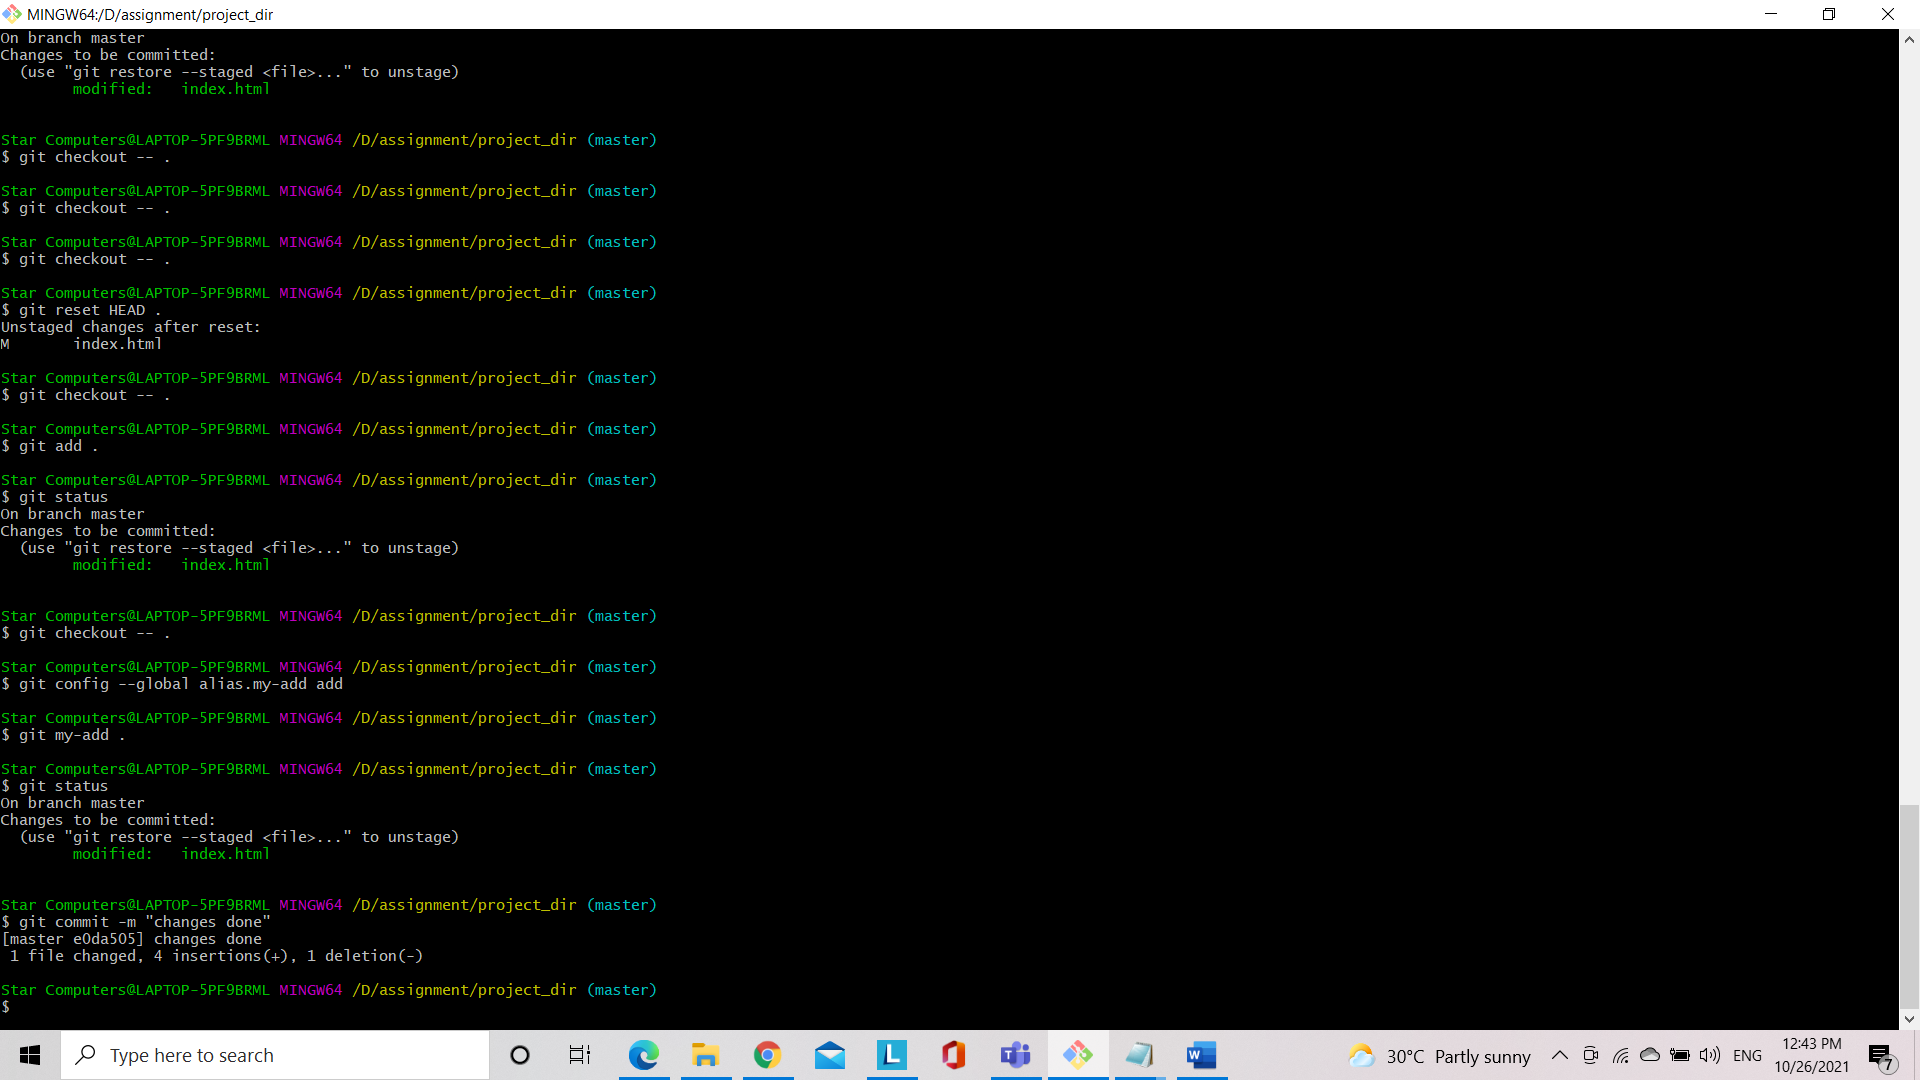 MINGW64:/D/assignment/project_dir
On branch master
Changes to be committed:
  (use "git restore --staged <file>..." to unstage)
        modified:   index.html
Star Computers@LAPTOP-5PF9BRML MINGW64 /D/assignment/project_dir (master)
$ git checkout -- .
Star Computers@LAPTOP-5PF9BRML MINGW64 /D/assignment/project_dir (master)
$ git checkout -- .
Star Computers@LAPTOP-5PF9BRML MINGW64 /D/assignment/project_dir (master)
$ git checkout -- .
Star Computers@LAPTOP-5PF9BRML MINGW64 /D/assignment/project_dir (master)
$ git reset HEAD .
Unstaged changes after reset:
M       index.html
Star Computers@LAPTOP-5PF9BRML MINGW64 /D/assignment/project_dir (master)
$ git checkout -- .
Star Computers@LAPTOP-5PF9BRML MINGW64 /D/assignment/project_dir (master)
$ git add .
Star Computers@LAPTOP-5PF9BRML MINGW64 /D/assignment/project_dir (master)
$ git status
On branch master
Changes to be committed:
  (use "git restore --staged <file>..." to unstage)
        modified:   index.html
Star Computers@LAPTOP-5PF9BRML MINGW64 /D/assignment/project_dir (master)
$ git checkout -- .
Star Computers@LAPTOP-5PF9BRML MINGW64 /D/assignment/project_dir (master)
$ git config --global alias.my-add add
Star Computers@LAPTOP-5PF9BRML MINGW64 /D/assignment/project_dir (master)
$ git my-add .
Star Computers@LAPTOP-5PF9BRML MINGW64 /D/assignment/project_dir (master)
$ git status
On branch master
Changes to be committed:
  (use "git restore --staged <file>..." to unstage)
        modified:   index.html
Star Computers@LAPTOP-5PF9BRML MINGW64 /D/assignment/project_dir (master)
$ git commit -m "changes done"
[master e0da505] changes done
 1 file changed, 4 insertions(+), 1 deletion(-)
Star Computers@LAPTOP-5PF9BRML MINGW64 /D/assignment/project_dir (master)
$
Type here to search
L
T
W
30°C Partly sunny
ENG
12:43 PM
10/26/2021
7